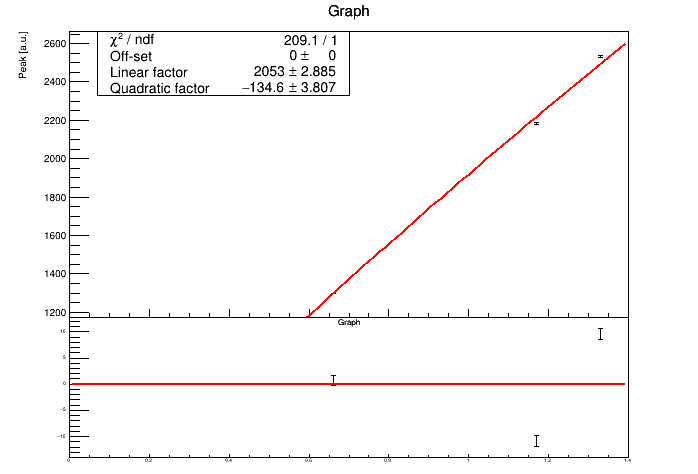 Graph
Peak [a.u.]
χ² / ndf 209.1 / 1
Off-set 0 ± 0
Linear factor 2053 ± 2.885
Quadratic factor −134.6 ± 3.807
2600
2400
2200
2000
1800
1600
1400
1200
Graph
10
5
0
−5
−10
0 0.2 0.4 0.6 0.8 1 1.2 1.4